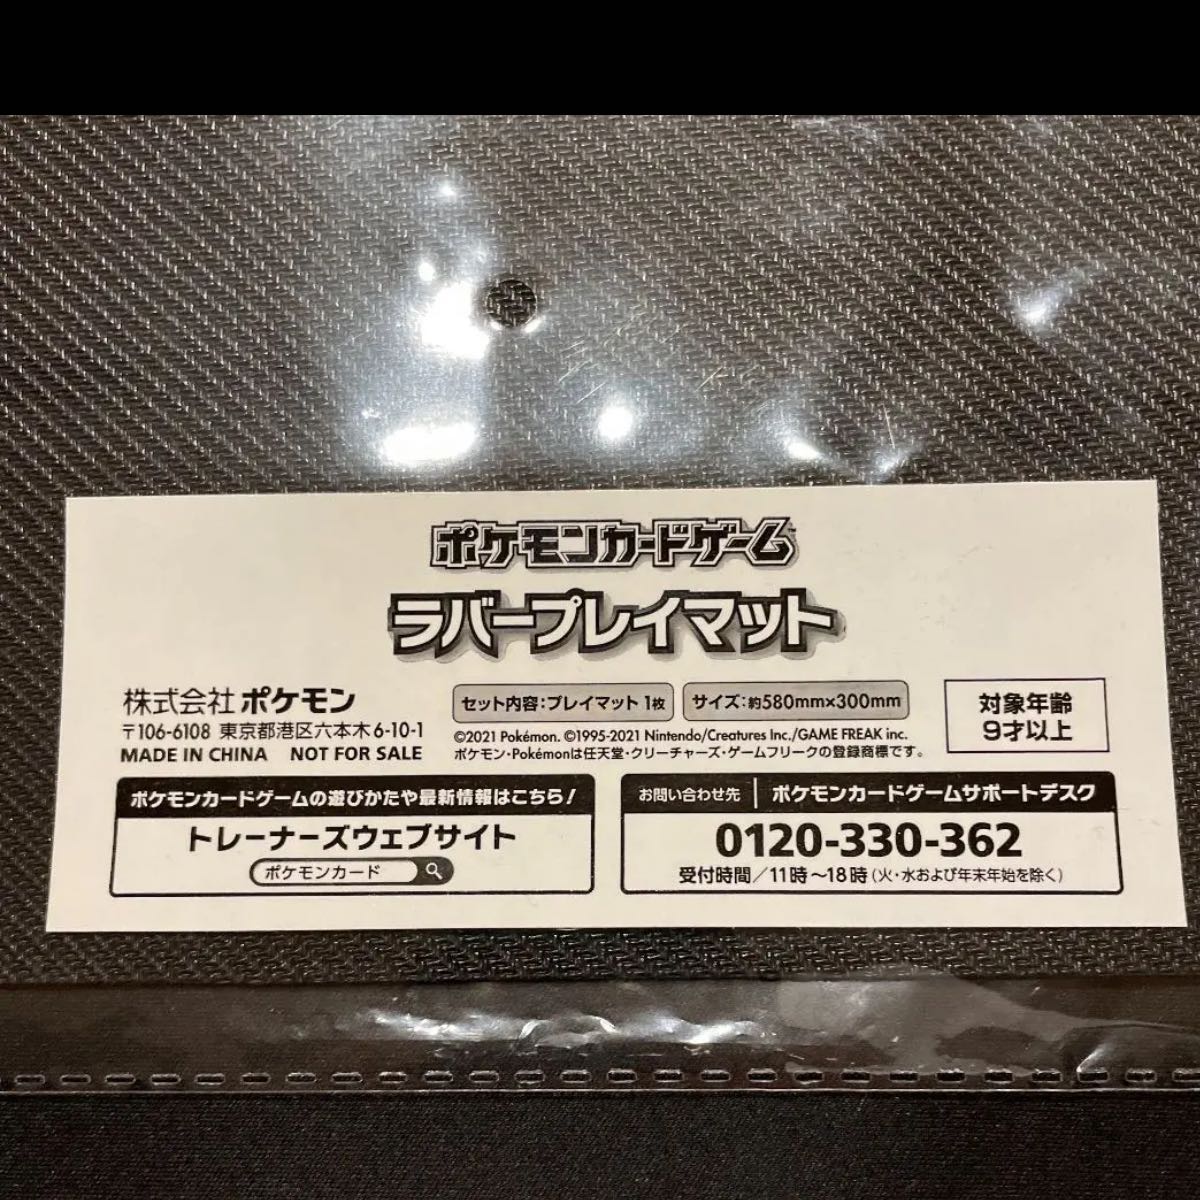 ポケモンカードゲーム™
ラバープレイマット
株式会社 ポケモン
〒106-6108 東京都港区六本木6-10-1
MADE IN CHINA NOT FOR SALE
セット内容:プレイマット 1枚
サイズ:約580mm×300mm
©2021 Pokémon. ©1995-2021 Nintendo/Creatures Inc./GAME FREAK inc.
ポケモン・Pokémonは任天堂・クリーチャーズ・ゲームフリークの登録商標です。
対象年齢
9才以上
ポケモンカードゲームの遊びかたや最新情報はこちら!
トレーナーズウェブサイト
ポケモンカード
お問い合わせ先 ポケモンカードゲームサポートデスク
0120-330-362
受付時間/11時～18時(火・水および年末年始を除く)